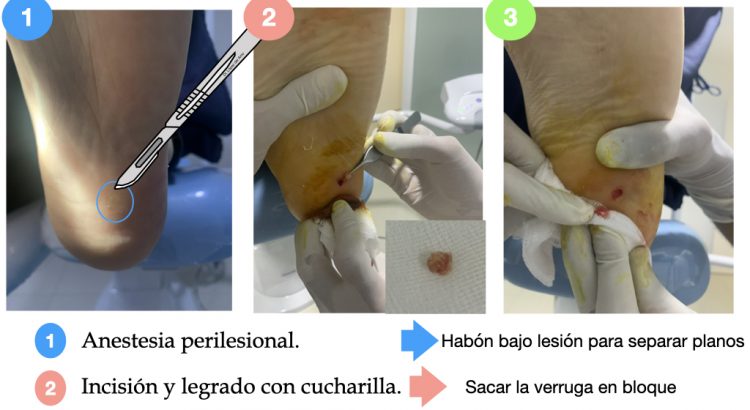 1
2
3
1 Anestesia perilesional.
Habón bajo lesión para separar planos
2 Incisión y legrado con cucharilla.
Sacar la verruga en bloque